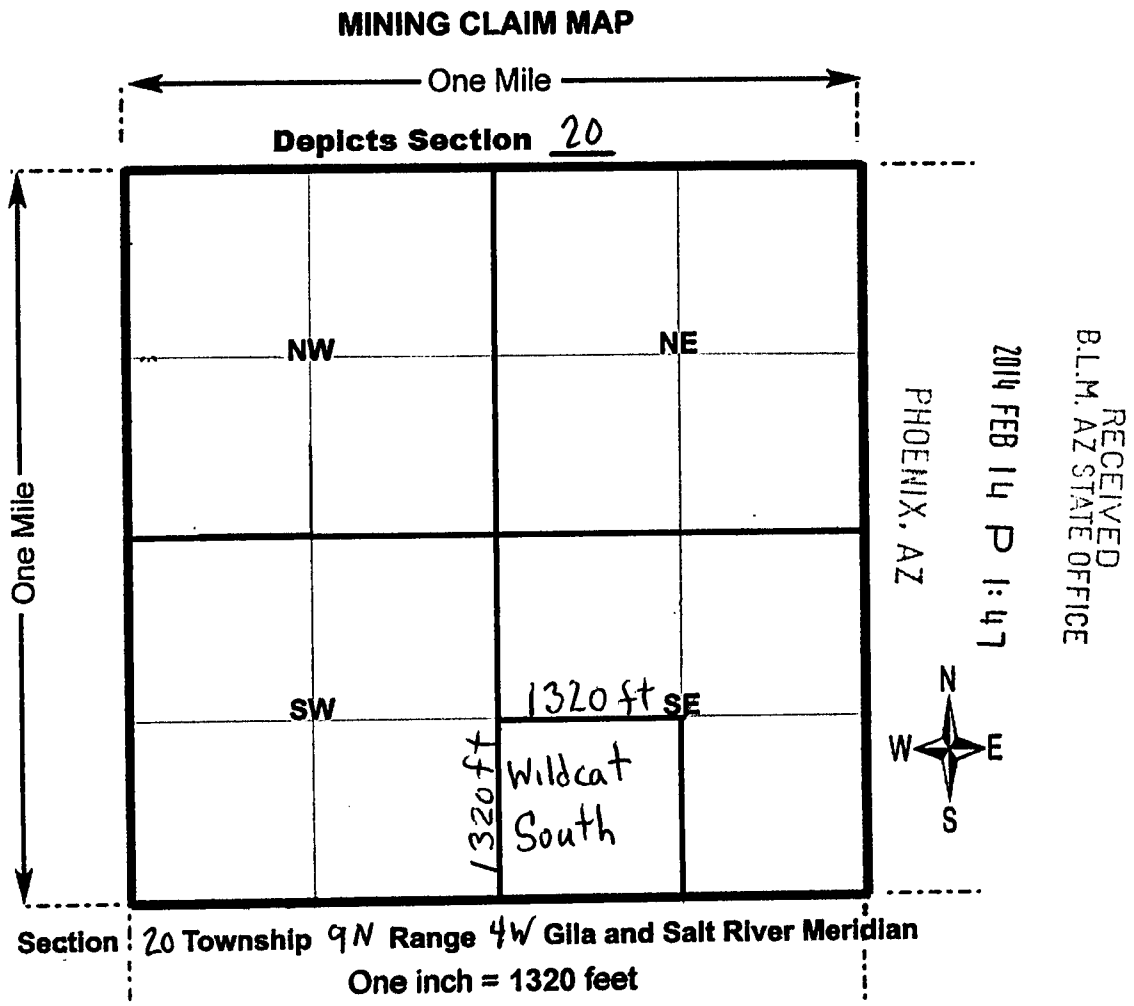 MINING CLAIM MAP
One Mile
Depicts Section 20
One Mile
NW
NE
SW
SE
1320 ft
1320 ft
Wildcat
South
RECEIVED
B.L.M. AZ STATE OFFICE
2014 FEB 14 P 1:47
PHOENIX, AZ
N
W
E
S
Section 20 Township 9N Range 4W Gila and Salt River Meridian
One inch = 1320 feet